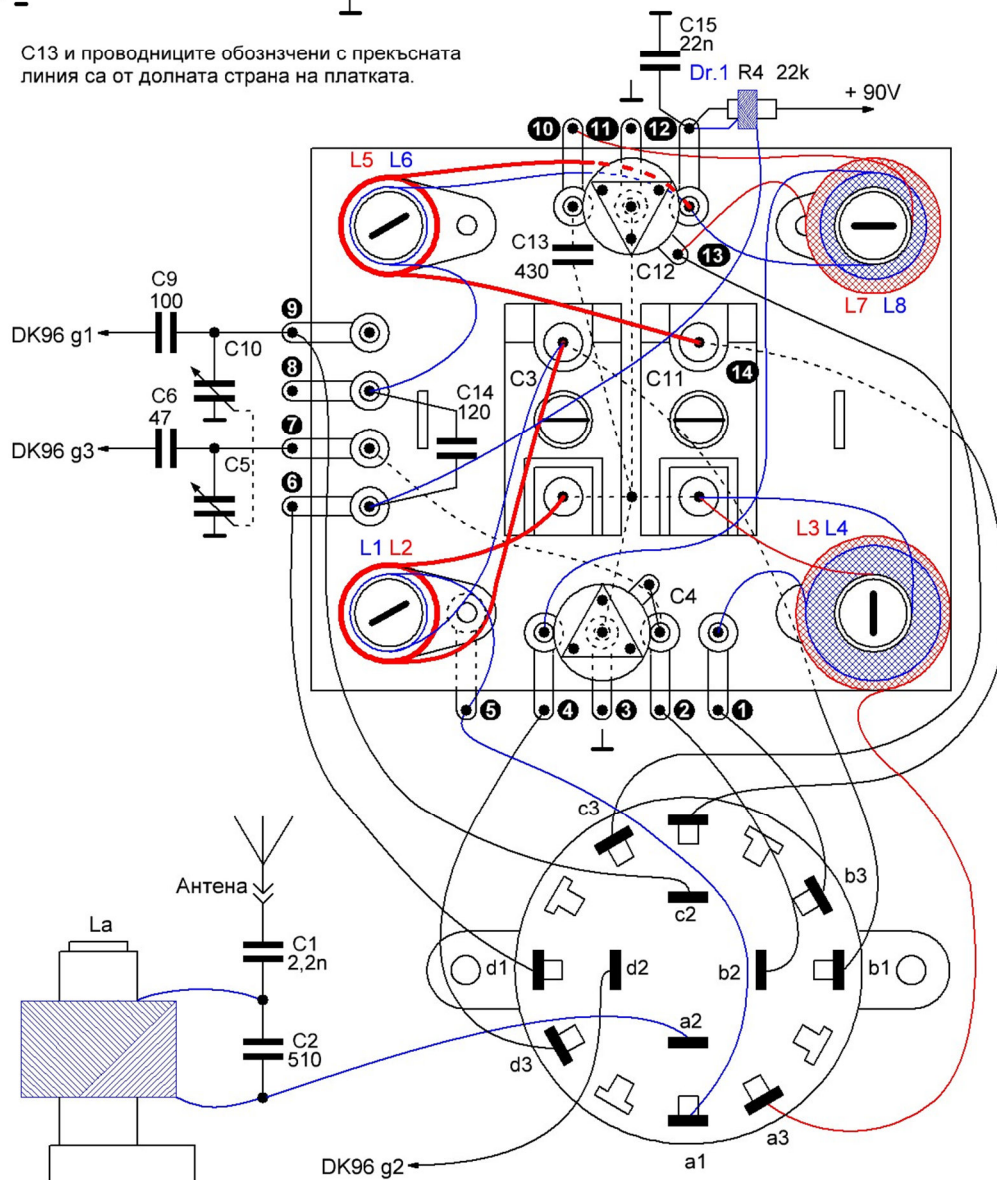 C13 и проводниците обознзчени с прекъсната
линия са от долната страна на платката.
C15
22n
Dr.1 R4 22k
+ 90V
10 11 12
L5 L6
C13
430
C12
13
L7 L8
C9
100
9
DK96 g1
C10
8
C3
C11
14
C6
47
C14
120
7
DK96 g3
C5
6
L1 L2
L3 L4
C4
5 4 3 2 1
c3
b3
Антена
c2
La
C1
2,2n
d1 d2 b2 b1
a2
C2
510
d3
a3
a1
DK96 g2